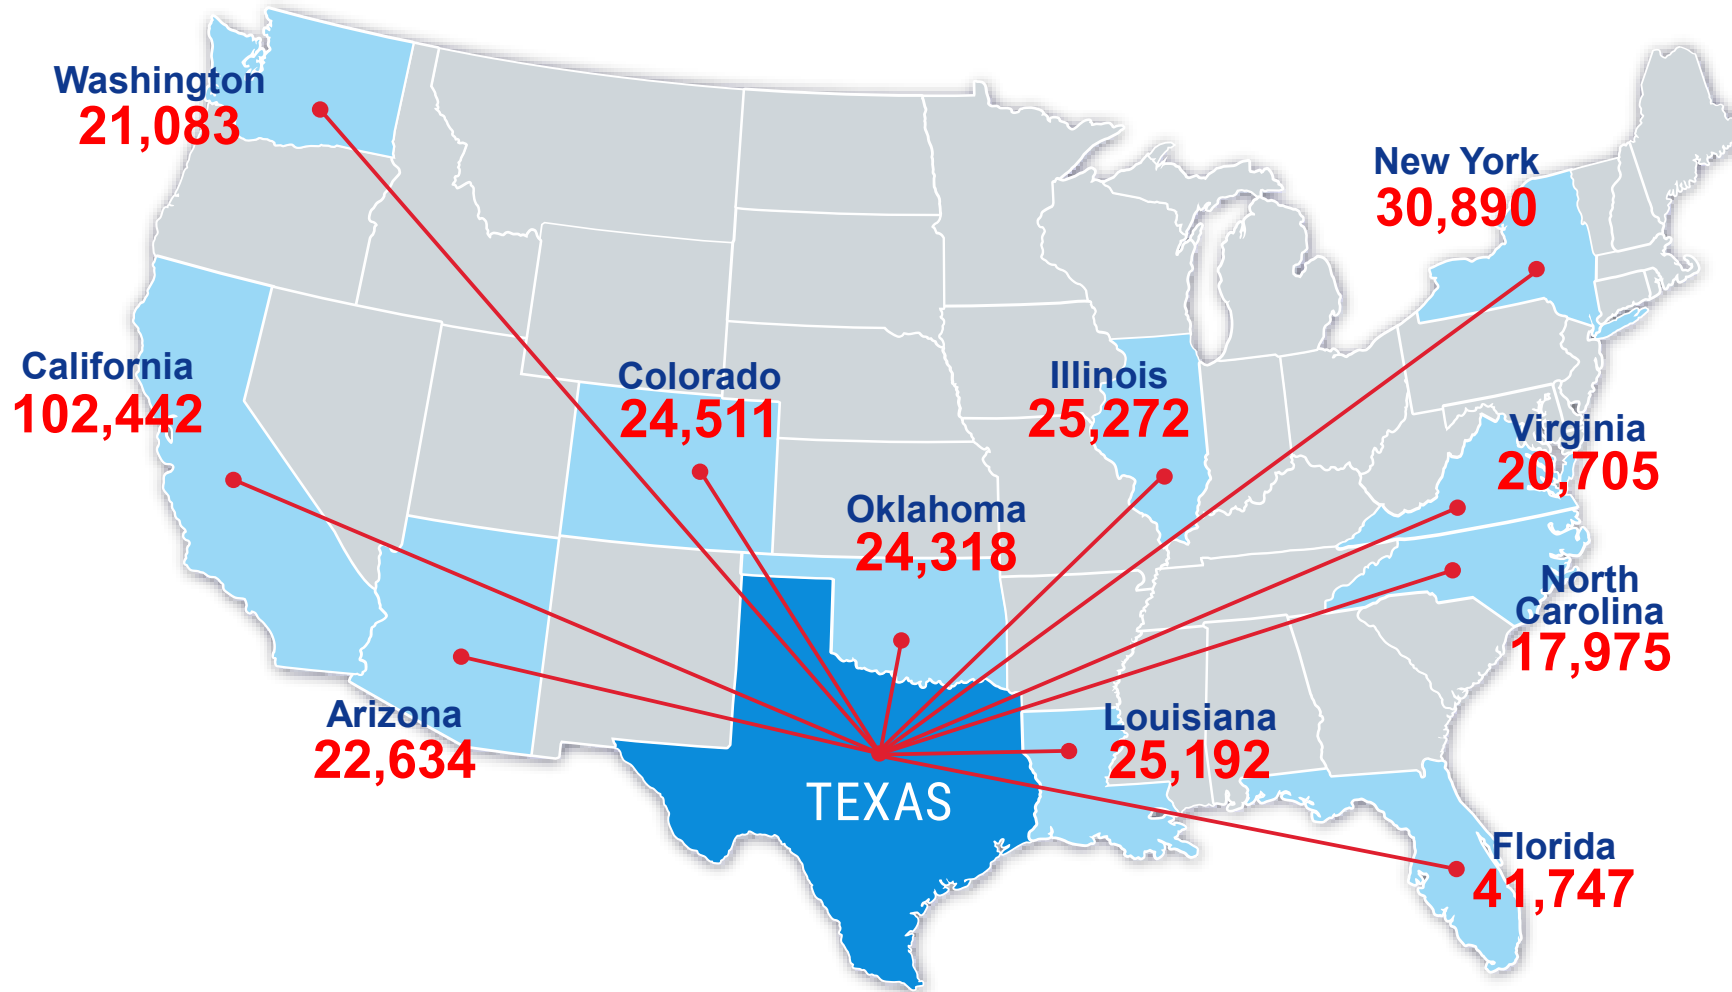 Washington
21,083
New York
30,890
California
102,442
Colorado
24,511
Illinois
25,272
Virginia
20,705
Oklahoma
24,318
North
Carolina
17,975
Arizona
22,634
Louisiana
25,192
TEXAS
Florida
41,747